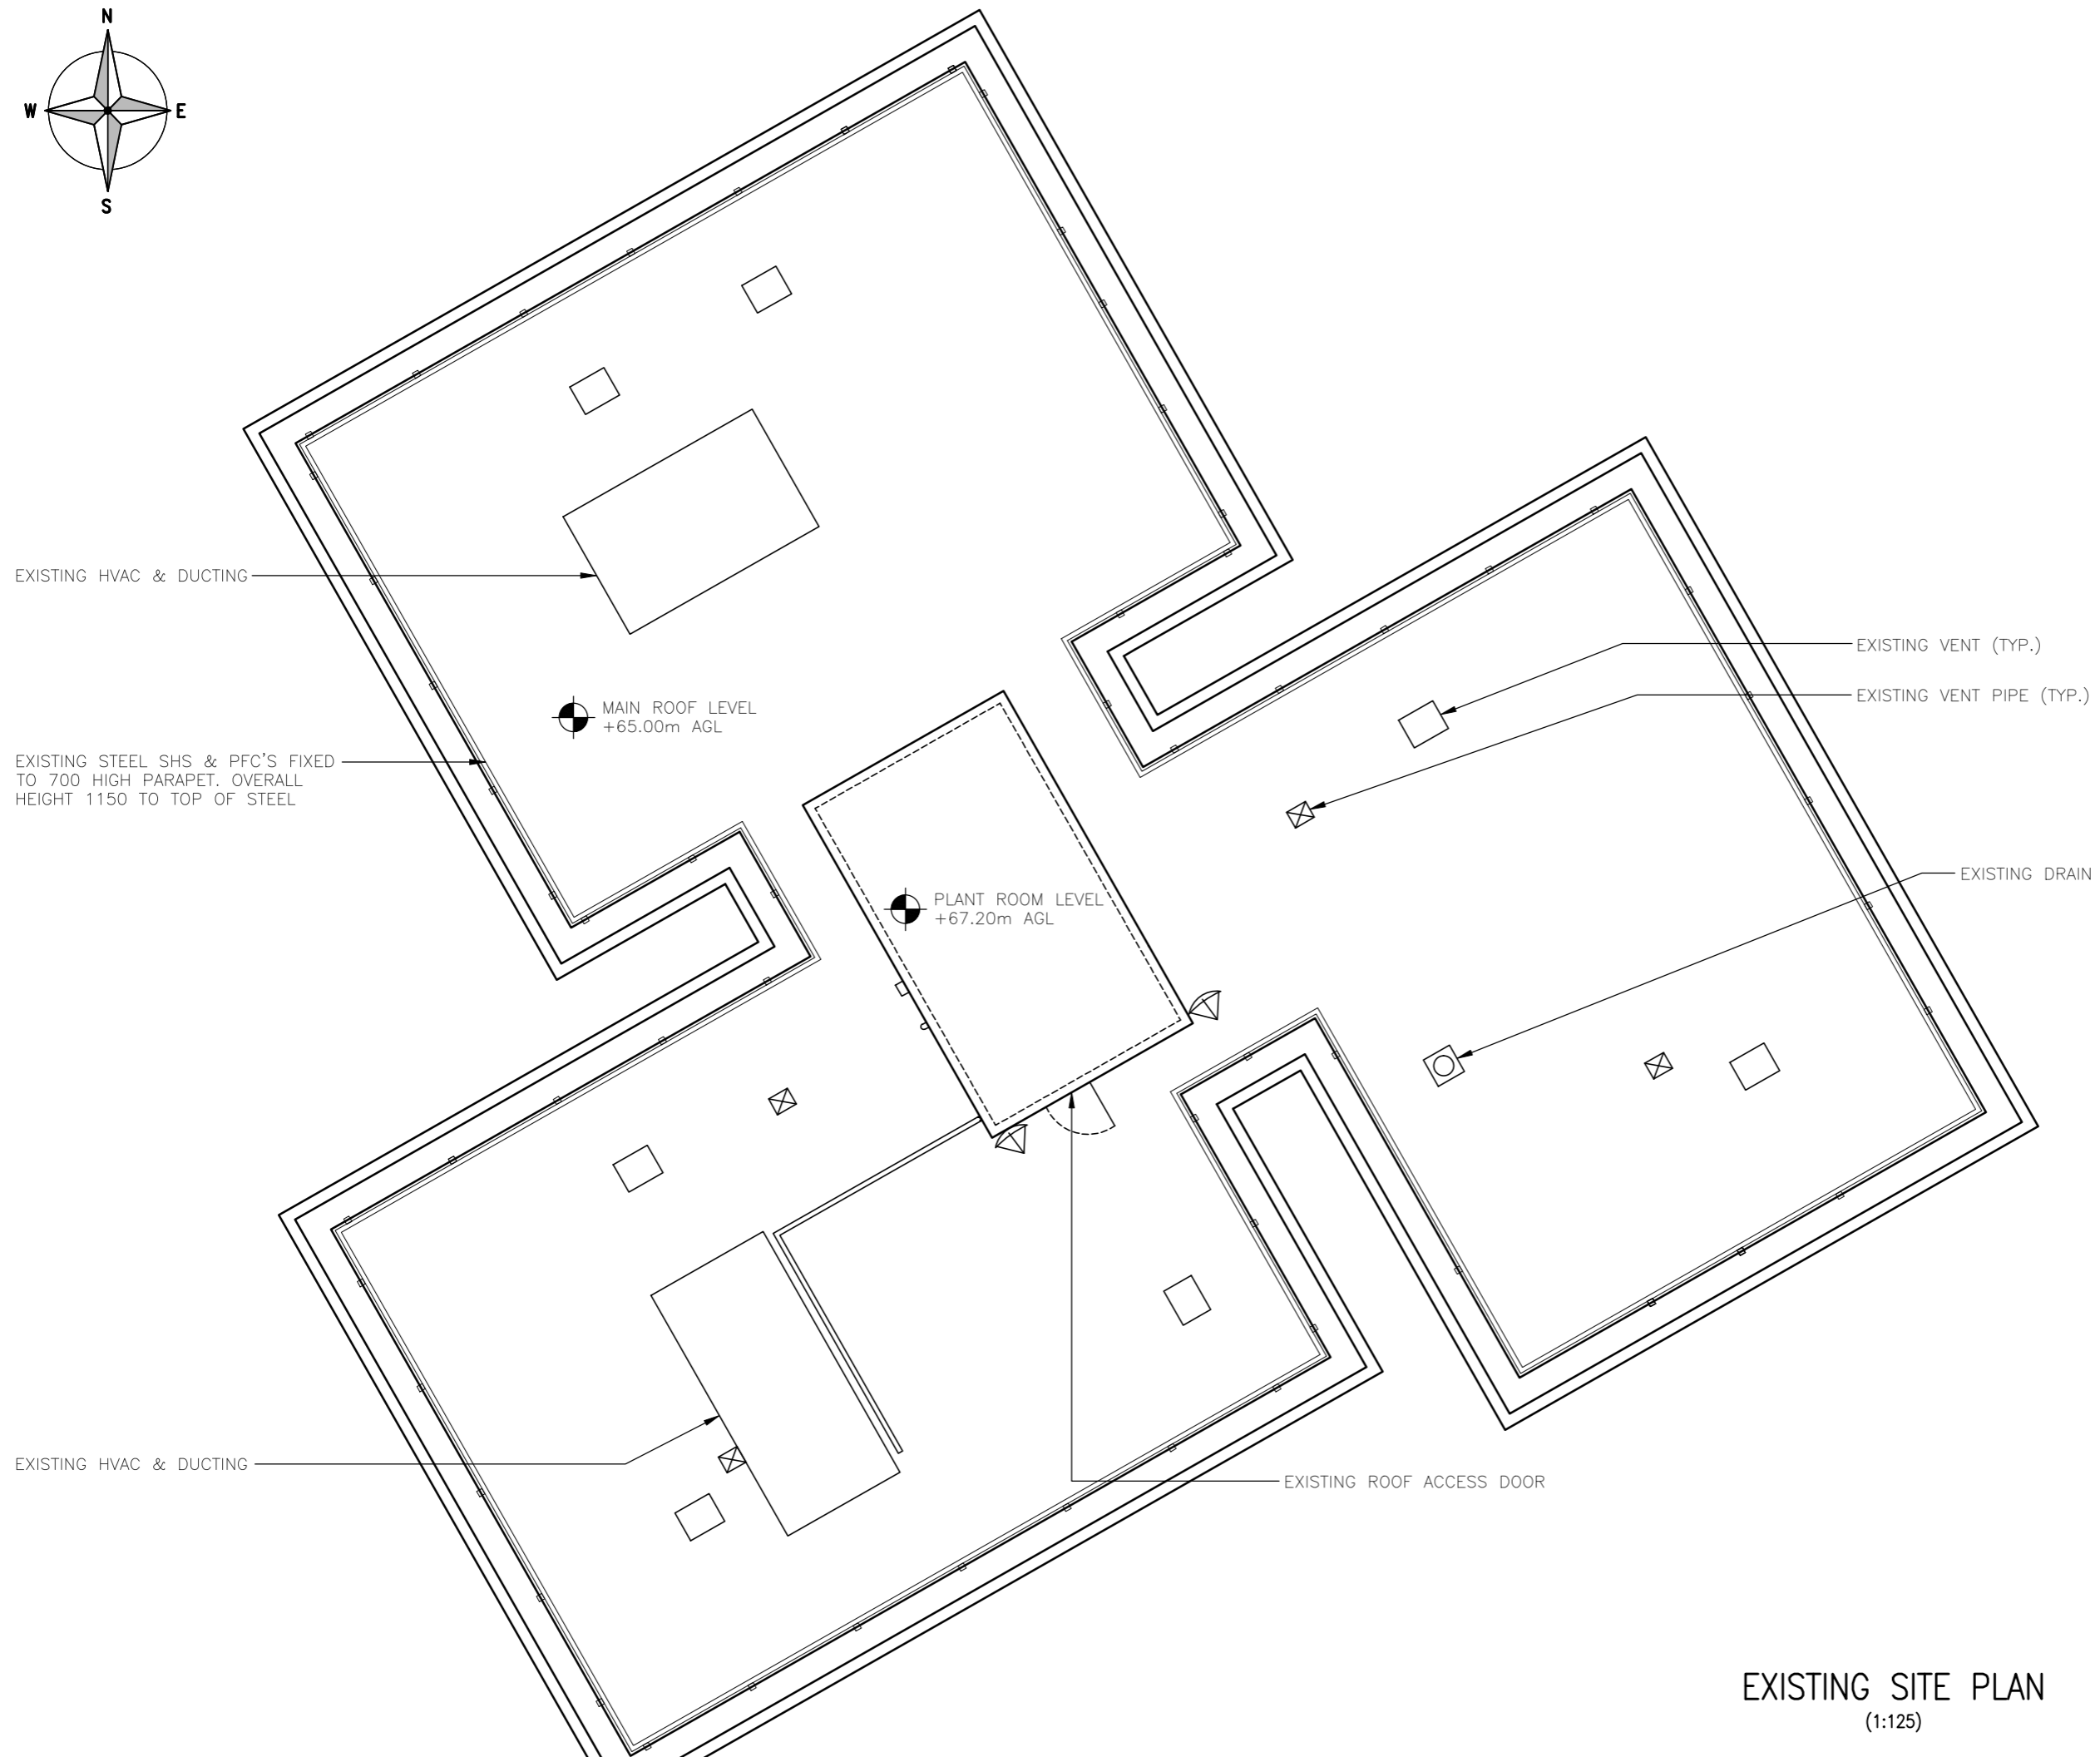 N
W E
S
EXISTING HVAC & DUCTING
EXISTING VENT (TYP.)
EXISTING VENT PIPE (TYP.)
MAIN ROOF LEVEL
+65.00m AGL
EXISTING STEEL SHS & PFC'S FIXED
TO 700 HIGH PARAPET. OVERALL
HEIGHT 1150 TO TOP OF STEEL
EXISTING DRAIN
PLANT ROOM LEVEL
+67.20m AGL
EXISTING HVAC & DUCTING
EXISTING ROOF ACCESS DOOR
EXISTING SITE PLAN
(1:125)